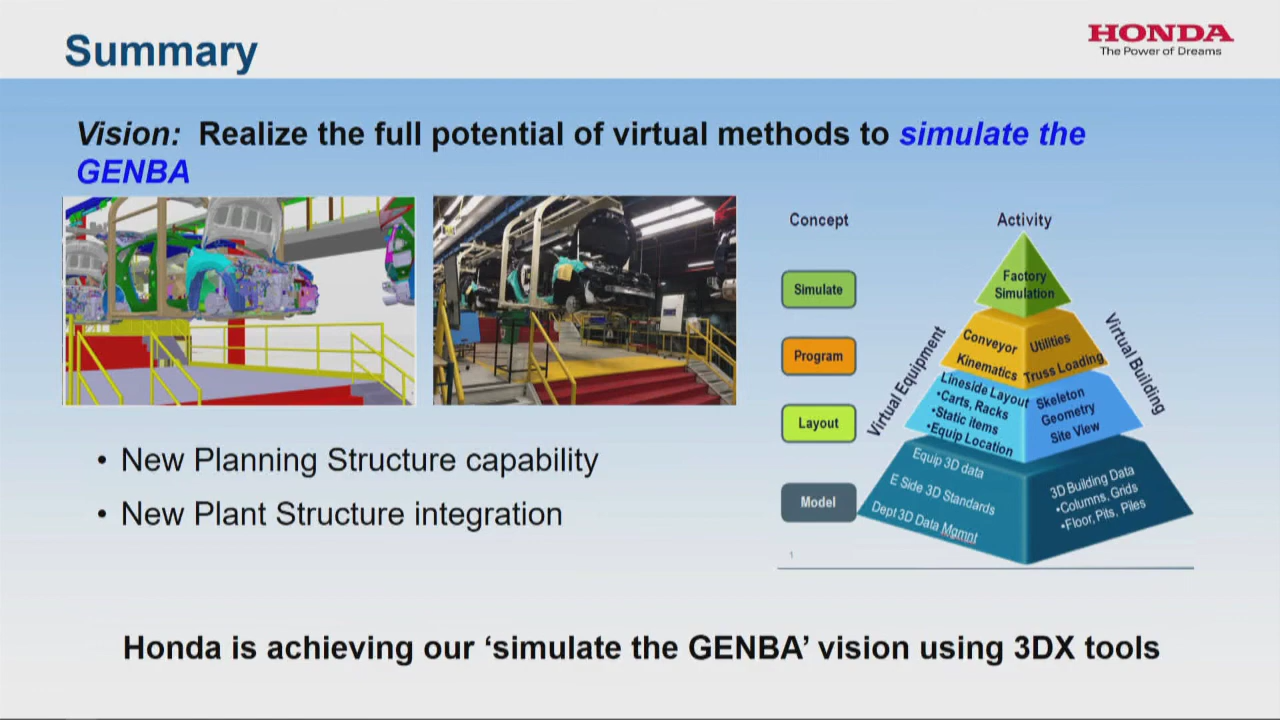 Summary
HONDA
The Power of Dreams
Vision: Realize the full potential of virtual methods to simulate the
GENBA
Concept
Activity
Simulate
Factory
Simulation
Program
Conveyor
Kinematics
Utilities
Truss Loading
Virtual Equipment
Virtual Building
Layout
Lineside Layout
•Carts, Racks
•Static items
•Equip Location
Skeleton
Geometry
Site View
Model
Equip 3D data
E Side 3D Standards
Dept 3D Data Mgmnt
3D Building Data
•Columns, Grids
•Floor, Pits, Piles
1
• New Planning Structure capability
• New Plant Structure integration
Honda is achieving our ‘simulate the GENBA’ vision using 3DX tools